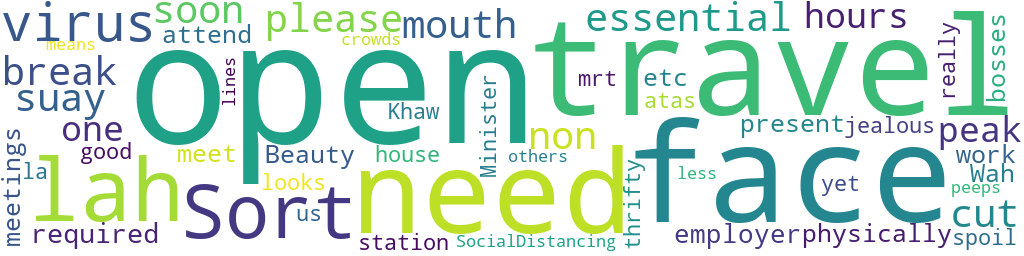 virus
soon
please
mouth
essential
hours
means
attend
crowds
open
travel
really
bosses
break
lines
mrt
etc
suay
Khaw
Minister
atas
one
non
face
present
jealous
peak
good
meet
Beauty
house
others
work
meetings
la
lah
Sort
looks
us
need
thrifty
less
yet
Wah
peeps
required
station
SocialDistancing
employer
physically
cut
spoil